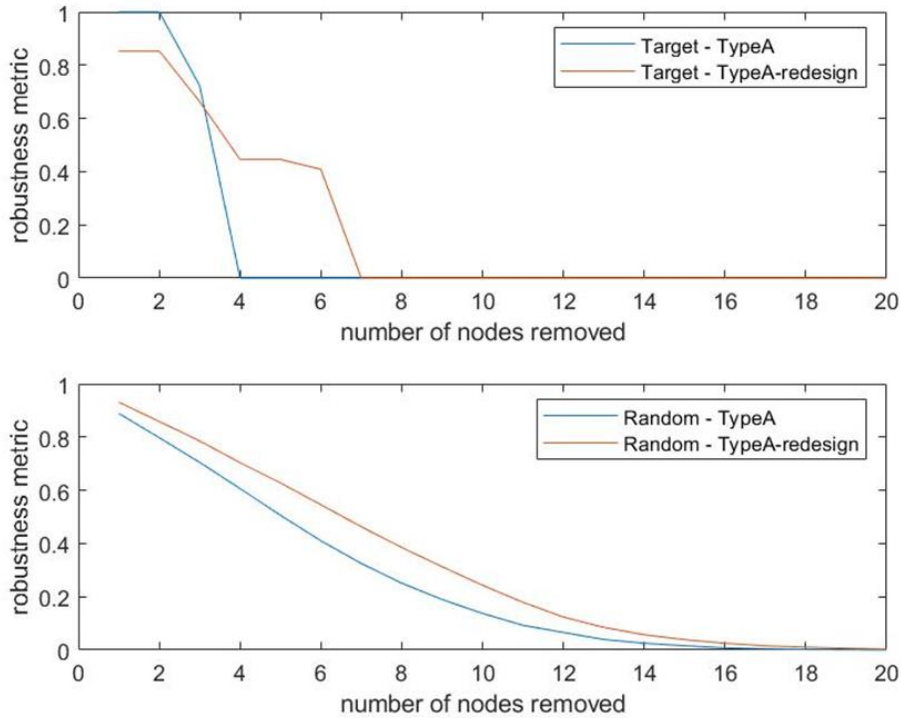 1
0.8
0.6
0.4
0.2
0
robustness metric
Target - TypeA
Target - TypeA-redesign
0 2 4 6 8 10 12 14 16 18 20
number of nodes removed
1
0.8
0.6
0.4
0.2
0
robustness metric
Random - TypeA
Random - TypeA-redesign
0 2 4 6 8 10 12 14 16 18 20
number of nodes removed